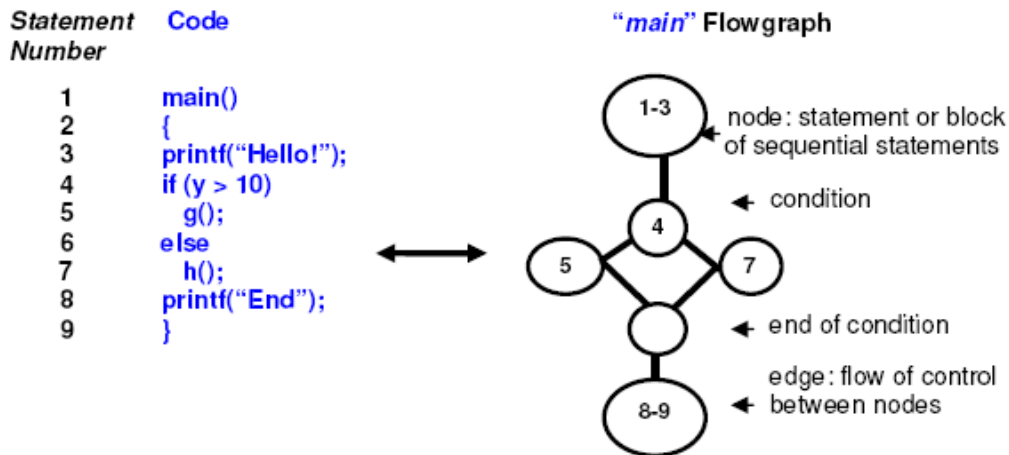 Statement Code
Number
1 main()
2 {
3 printf(“Hello!”);
4 if (y > 10)
5 g();
6 else
7 h();
8 printf(“End”);
9 }
“main” Flowgraph
1-3
node: statement or block
of sequential statements
condition
4
5
7
end of condition
edge: flow of control
between nodes
8-9